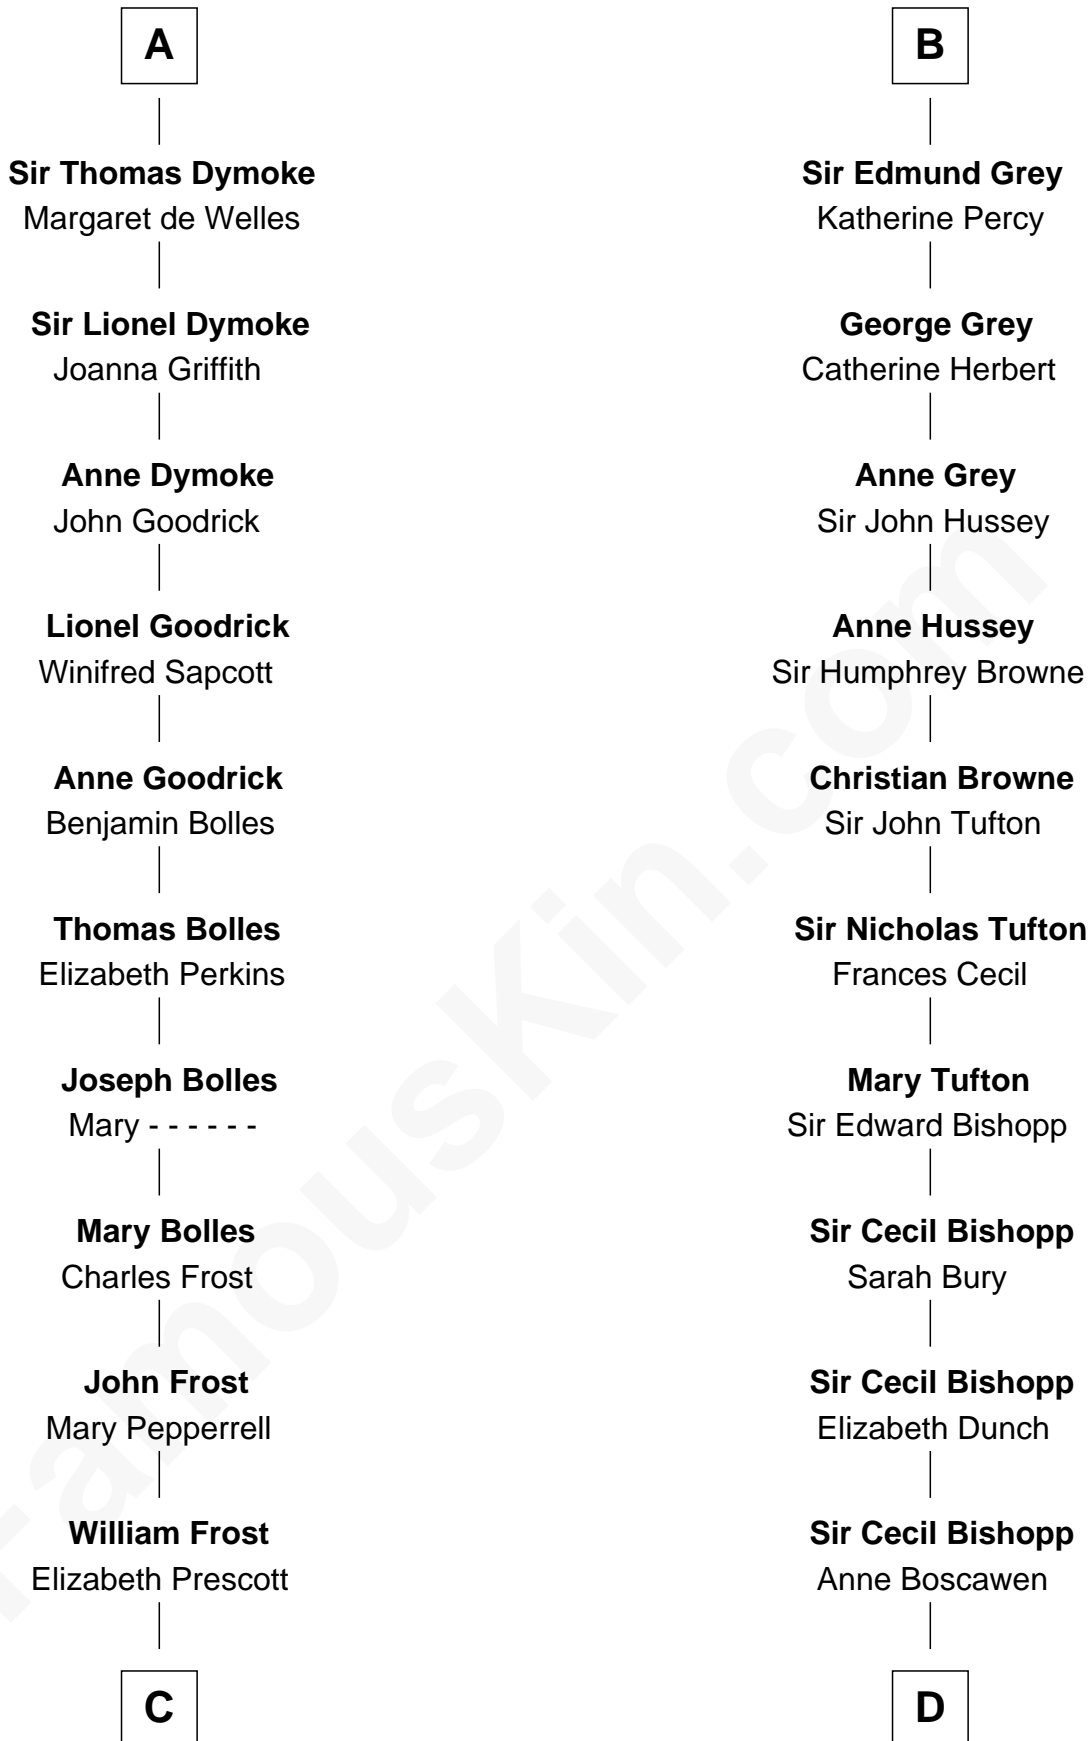 A
Sir Thomas Dymoke
Margaret de Welles
Sir Lionel Dymoke
Joanna Griffith
Anne Dymoke
John Goodrick
Lionel Goodrick
Winifred Sapcott
Anne Goodrick
Benjamin Bolles
Thomas Bolles
Elizabeth Perkins
Joseph Bolles
Mary - - - - - -
Mary Bolles
Charles Frost
John Frost
Mary Pepperrell
William Frost
Elizabeth Prescott
C
B
Sir Edmund Grey
Katherine Percy
George Grey
Catherine Herbert
Anne Grey
Sir John Hussey
Anne Hussey
Sir Humphrey Browne
Christian Browne
Sir John Tufton
Sir Nicholas Tufton
Frances Cecil
Mary Tufton
Sir Edward Bishopp
Sir Cecil Bishopp
Sarah Bury
Sir Cecil Bishopp
Elizabeth Dunch
Sir Cecil Bishopp
Anne Boscawen
D
FamousKin.com